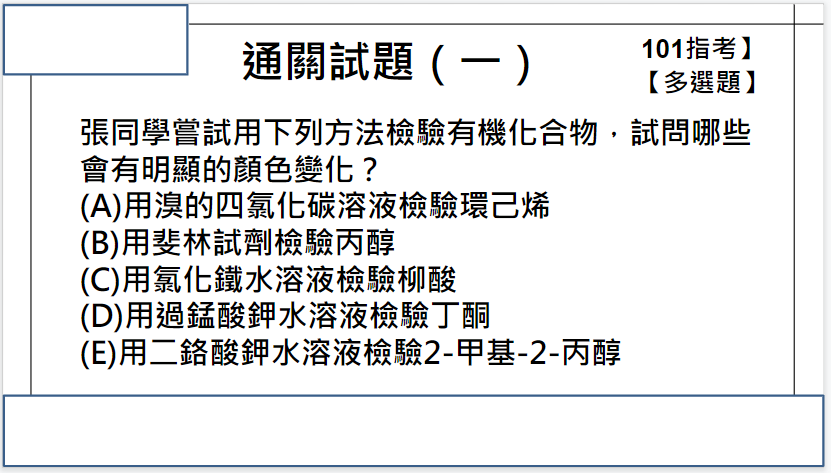 通關試題(一)
101指考】
【多選題】
張同學嘗試用下列方法檢驗有機化合物，試問哪些
會有明顯的顏色變化？
(A)用溴的四氯化碳溶液檢驗環己烯
(B)用斐林試劑檢驗丙醇
(C)用氯化鐵水溶液檢驗柳酸
(D)用過錳酸鉀水溶液檢驗丁酮
(E)用二鉻酸鉀水溶液檢驗2-甲基-2-丙醇